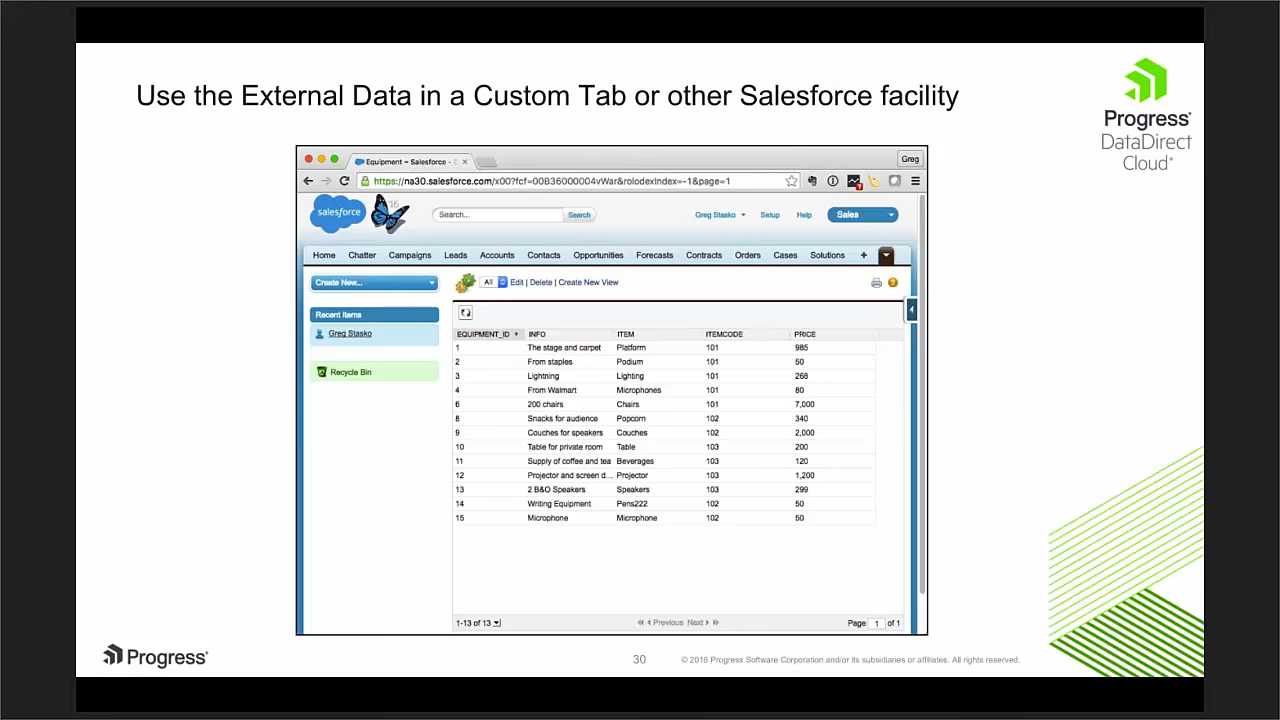 Use the External Data in a Custom Tab or other Salesforce facility
Progress®
DataDirect
Cloud®
Equipment ~ Salesforce - 
Greg
https://na30.salesforce.com/x00?fcf=00B36000004vWar&rolodexIndex=-1&page=1
salesforce
'16
Search...
Search
Greg Stasko
Setup
Help
Sales
Home Chatter Campaigns Leads Accounts Contacts Opportunities Forecasts Contracts Orders Cases Solutions +
Create New...
All Edit | Delete | Create New View
Recent Items
Greg Stasko
Recycle Bin
EQUIPMENT_ID INFO ITEM ITEMCODE PRICE
1 The stage and carpet Platform 101 985
2 From staples Podium 101 50
3 Lightning Lighting 101 268
4 From Walmart Microphones 101 80
6 200 chairs Chairs 101 7,000
8 Snacks for audience Popcorn 102 340
9 Couches for speakers Couches 102 2,000
10 Table for private room Table 103 200
11 Supply of coffee and tea Beverages 103 120
12 Projector and screen d... Projector 103 1,200
13 2 B&O Speakers Speakers 103 299
14 Writing Equipment Pens222 102 50
15 Microphone Microphone 102 50
1-13 of 13
Previous Next
Page 1 of 1
Progress®
30
© 2016 Progress Software Corporation and/or its subsidiaries or affiliates. All rights reserved.